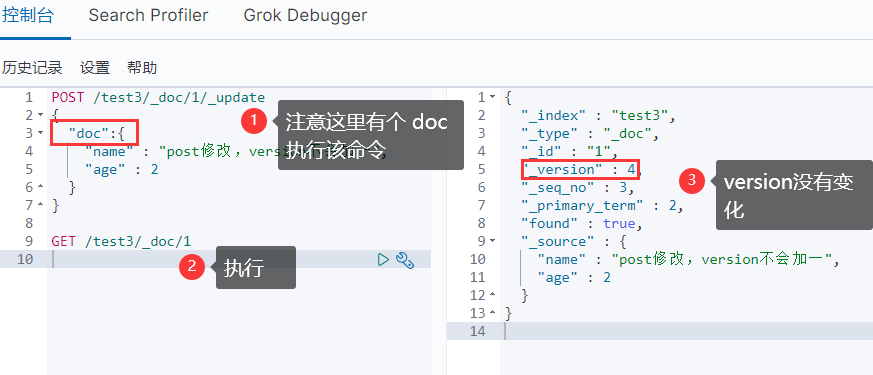 控制台 Search Profiler Grok Debugger
历史记录 设置 帮助
1 POST /test3/_doc/1/_update
2 {
3 "doc":{
4 "name" : "post修改，version
5 "age" : 2
6 }
7 }
8
9 GET /test3/_doc/1
10
1 注意这里有个 doc
执行该命令
2 执行
1 {
2 "_index" : "test3",
3 "_type" : "_doc",
4 "_id" : "1",
5 "_version" : 4,
6 "_seq_no" : 3,
7 "_primary_term" : 2,
8 "found" : true,
9 "_source" : {
10 "name" : "post修改，version不会加一",
11 "age" : 2
12 }
13 }
14
3 version没有变
化